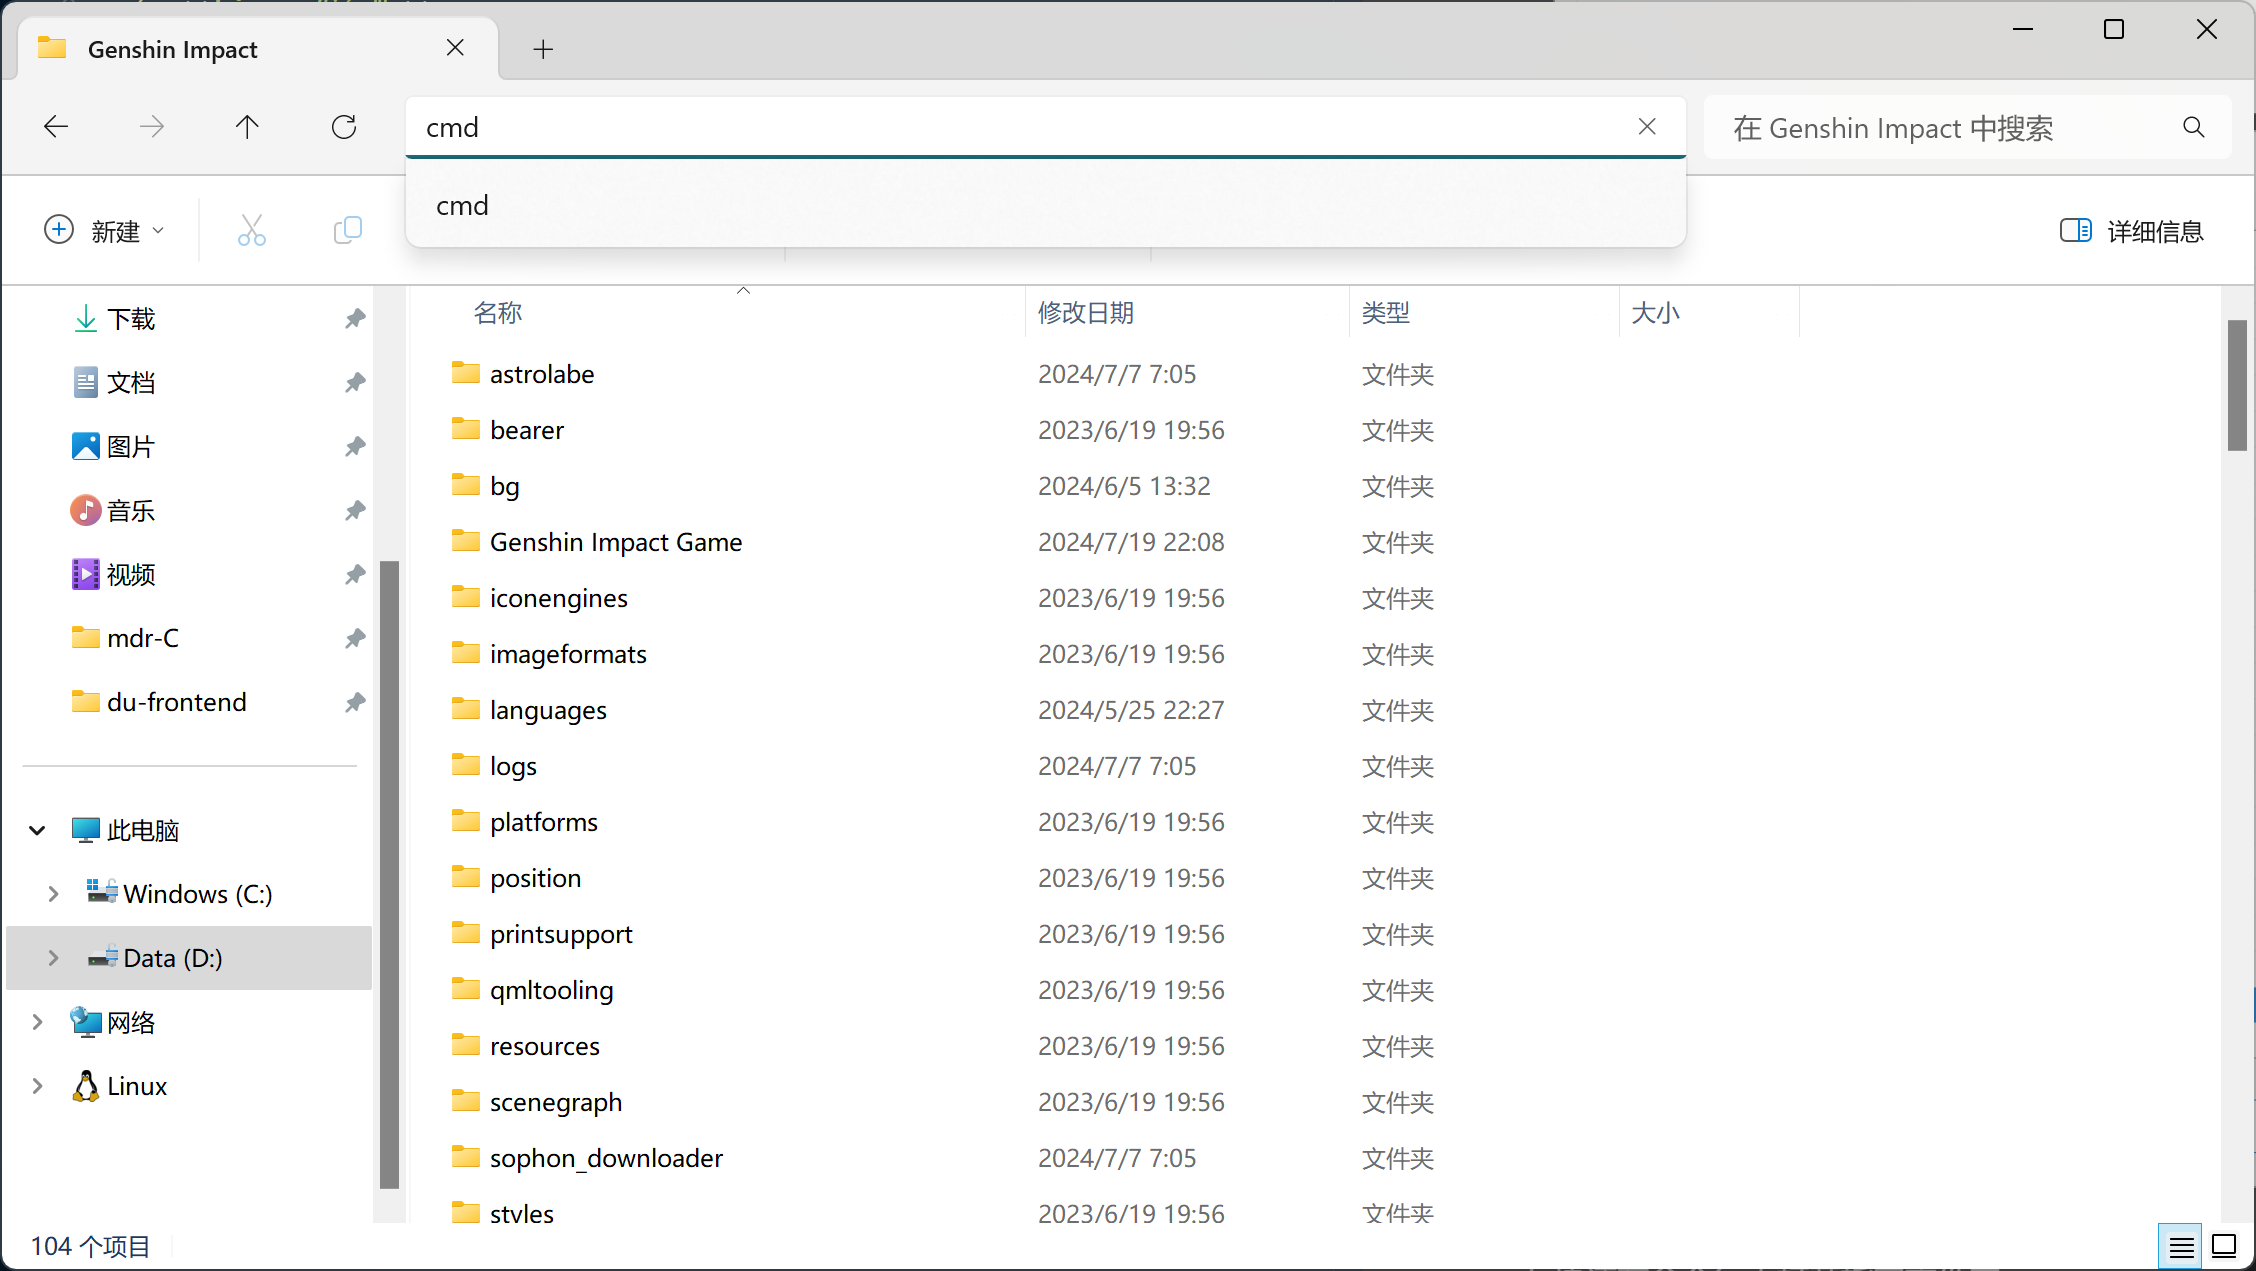 Genshin Impact
cmd
在 Genshin Impact 中搜索
cmd
新建
详细信息
下载
文档
图片
音乐
视频
mdr-C
du-frontend
此电脑
Windows (C:)
Data (D:)
网络
Linux
名称 修改日期 类型 大小
astrolabe 2024/7/7 7:05 文件夹
bearer 2023/6/19 19:56 文件夹
bg 2024/6/5 13:32 文件夹
Genshin Impact Game 2024/7/19 22:08 文件夹
iconengines 2023/6/19 19:56 文件夹
imageformats 2023/6/19 19:56 文件夹
languages 2024/5/25 22:27 文件夹
logs 2024/7/7 7:05 文件夹
platforms 2023/6/19 19:56 文件夹
position 2023/6/19 19:56 文件夹
printsupport 2023/6/19 19:56 文件夹
qmltooling 2023/6/19 19:56 文件夹
resources 2023/6/19 19:56 文件夹
scenegraph 2023/6/19 19:56 文件夹
sophon_downloader 2024/7/7 7:05 文件夹
styles 2023/6/19 19:56 文件夹
104 个项目